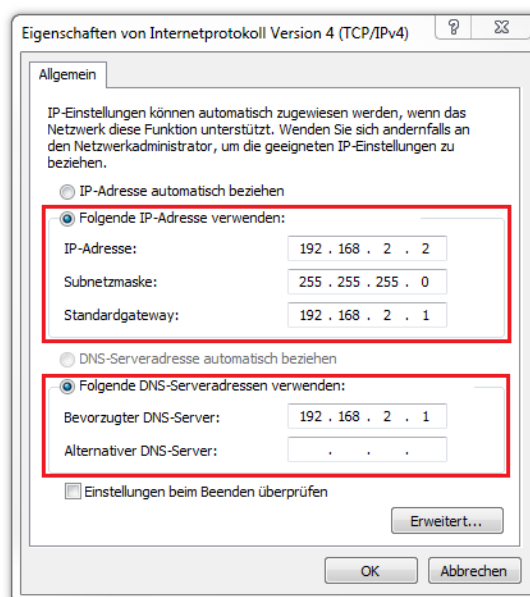 Eigenschaften von Internetprotokoll Version 4 (TCP/IPv4)
Allgemein
IP-Einstellungen können automatisch zugewiesen werden, wenn das
Netzwerk diese Funktion unterstützt. Wenden Sie sich andernfalls an
den Netzwerkadministrator, um die geeigneten IP-Einstellungen zu
beziehen.
IP-Adresse automatisch beziehen
Folgende IP-Adresse verwenden:
IP-Adresse: 192 . 168 . 2 . 2
Subnetzmaske: 255 . 255 . 255 . 0
Standardgateway: 192 . 168 . 2 . 1
DNS-Serveradresse automatisch beziehen
Folgende DNS-Serveradressen verwenden:
Bevorzugter DNS-Server: 192 . 168 . 2 . 1
Alternativer DNS-Server: . . .
Einstellungen beim Beenden überprüfen
Erweitert...
OK Abbrechen